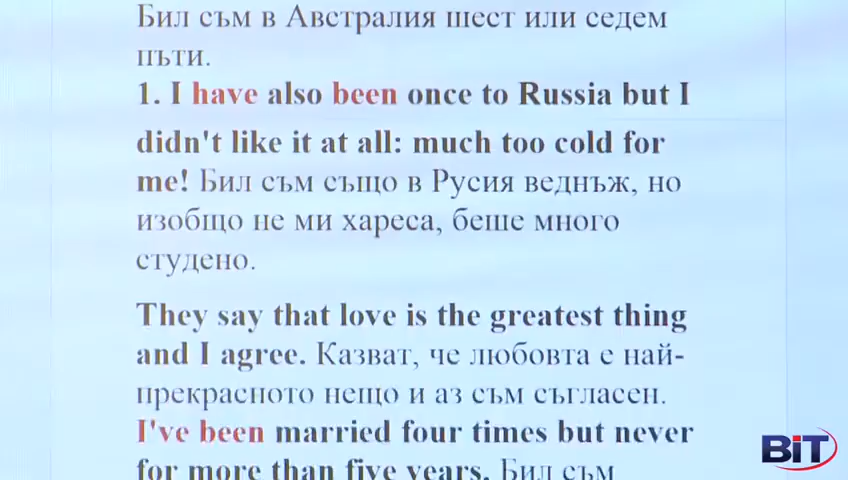 Бил съм в Австралия шест или седем
пъти.
1. I have also been once to Russia but I
didn't like it at all: much too cold for
me! Бил съм също в Русия веднъж, но
изобщо не ми хареса, беше много
студено.
They say that love is the greatest thing
and I agree. Казват, че любовта е най-
прекрасното нещо и аз съм съгласен.
I've been married four times but never
for more than five years. Бил съм
BiT